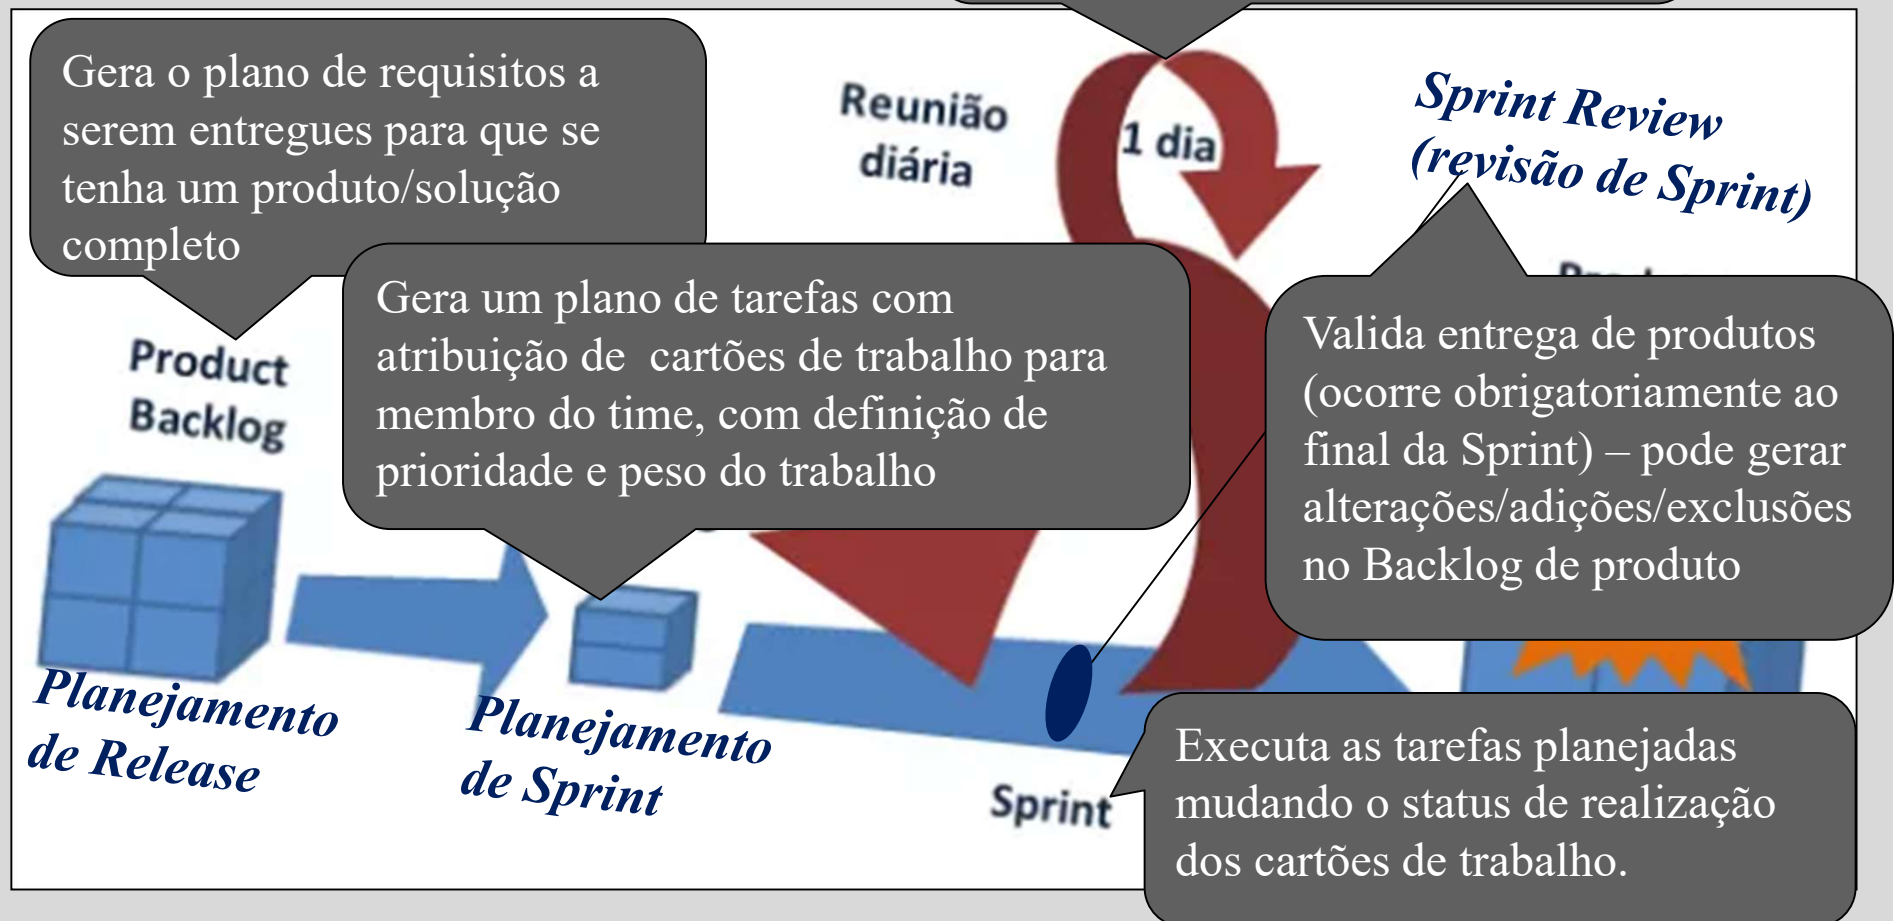 Gera o plano de requisitos a
serem entregues para que se
tenha um produto/solução
completo
Reunião
diária
1 dia
Sprint Review
(revisão de Sprint)
Gera um plano de tarefas com
atribuição de  cartões de trabalho para
membro do time, com definição de
prioridade e peso do trabalho
Valida entrega de produtos
(ocorre obrigatoriamente ao
final da Sprint) – pode gerar
alterações/adições/exclusões
no Backlog de produto
Product
Backlog
Planejamento
de Release
Planejamento
de Sprint
Sprint
Executa as tarefas planejadas
mudando o status de realização
dos cartões de trabalho.